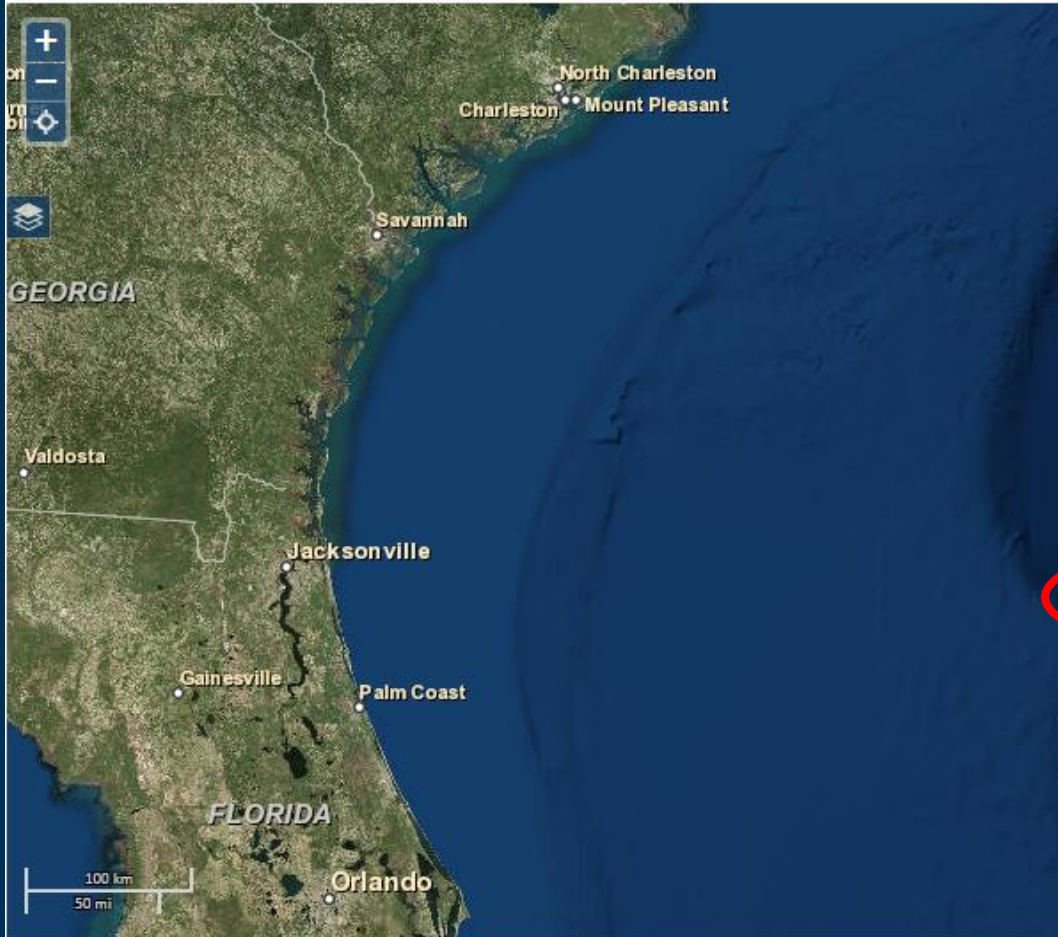 +
North Charleston
−
Charleston
Mount Pleasant
Savannah
GEORGIA
Valdosta
Jacksonville
Gainesville
Palm Coast
FLORIDA
100 km
Orlando
50 mi